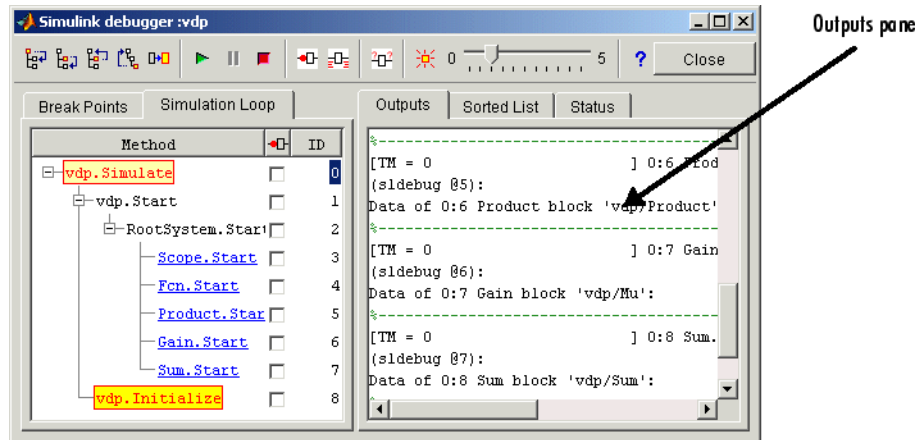 Simulink debugger :vdp
Outputs pane
0 5 ? Close
Break Points Simulation Loop
Outputs Sorted List Status
Method ID
vdp.Simulate 0
vdp.Start 1
RootSystem.Start 2
Scope.Start 3
Fcn.Start 4
Product.Star 5
Gain.Start 6
Sum.Start 7
vdp.Initialize 8
%----------------------------------------
[TM = 0 ] 0:6 Prod
(sldebug @5):
Data of 0:6 Product block 'vdp/Product'
%----------------------------------------
[TM = 0 ] 0:7 Gain
(sldebug @6):
Data of 0:7 Gain block 'vdp/Mu':
%----------------------------------------
[TM = 0 ] 0:8 Sum.
(sldebug @7):
Data of 0:8 Sum block 'vdp/Sum':